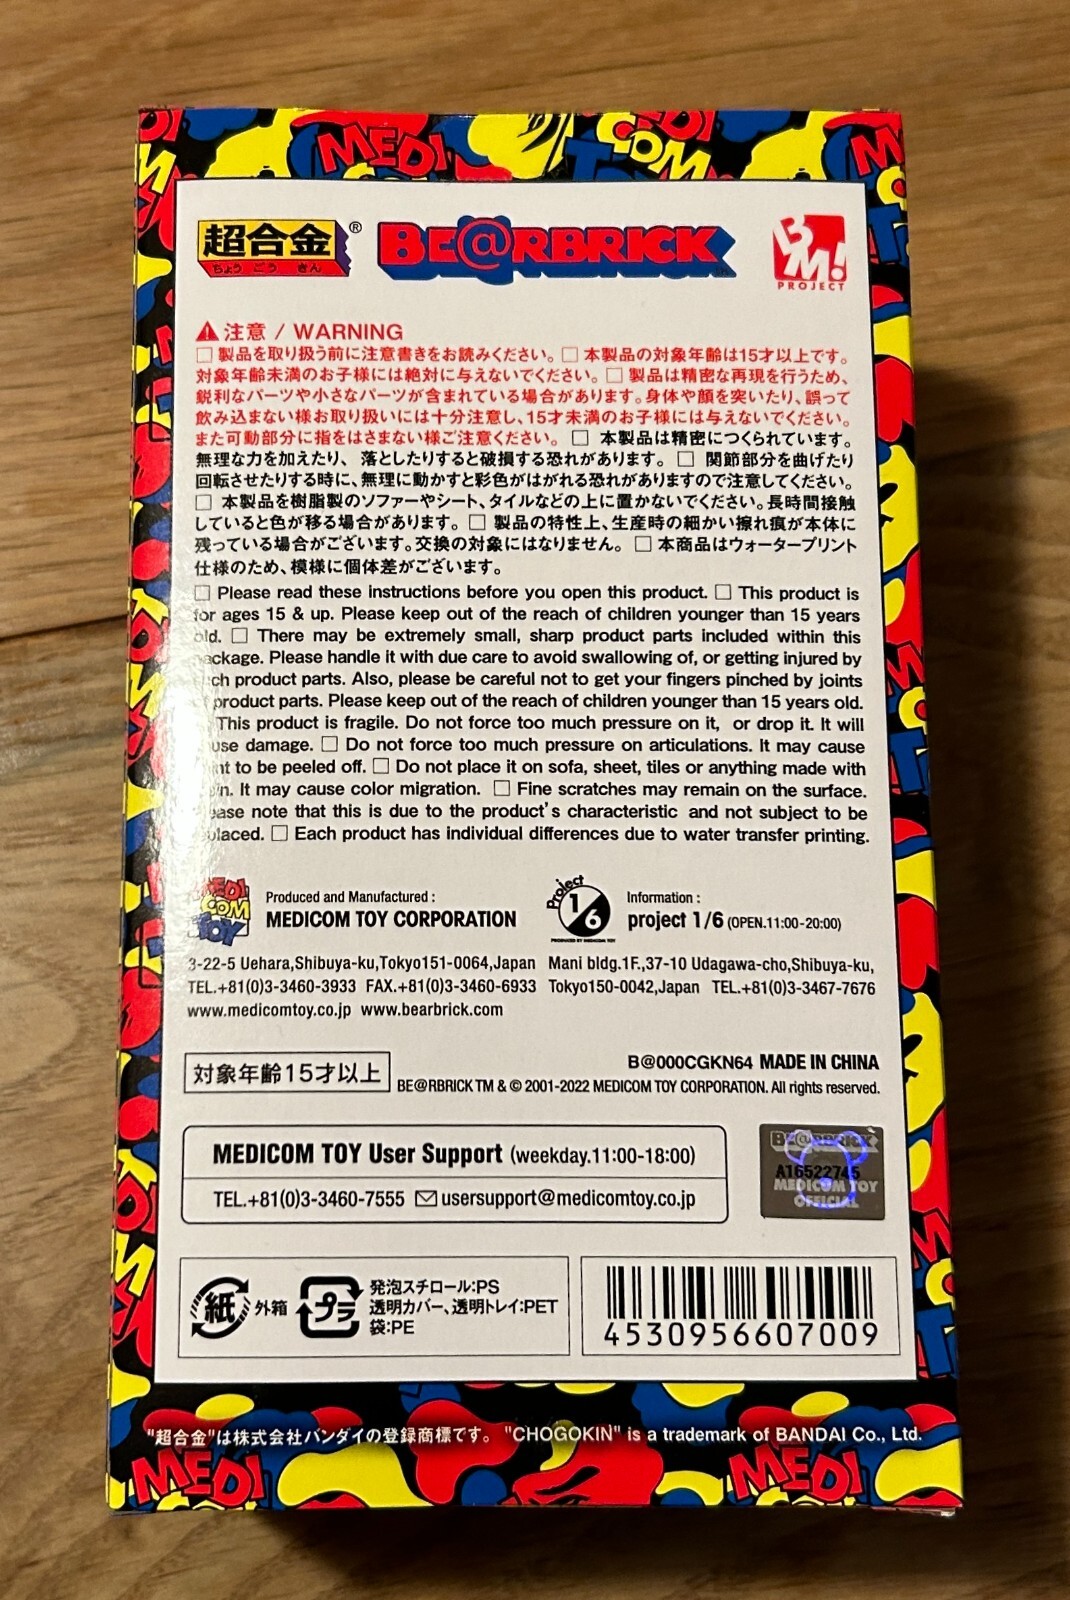 超合金®
ちょうごうきん
BE@RBRICK TM
BM! PROJECT
注意 / WARNING
□ 製品を取り扱う前に注意書きをお読みください。□ 本製品の対象年齢は15才以上です。
対象年齢未満のお子様には絶対に与えないでください。□ 製品は精密な再現を行うため、
鋭利なパーツや小さなパーツが含まれている場合があります。身体や顔を突いたり、誤って
飲み込まない様お取り扱いには十分注意し、15才未満のお子様には与えないでください。
また可動部分に指をはさまない様ご注意ください。□ 本製品は精密につくられています。
無理な力を加えたり、落としたりすると破損する恐れがあります。□ 関節部分を曲げたり
回転させたりする時に、無理に動かすと彩色がはがれる恐れがありますので注意してください。
□ 本製品を樹脂製のソファーやシート、タイルなどの上に置かないでください。長時間接触
していると色が移る場合があります。□ 製品の特性上、生産時の細かい擦れ痕が本体に
残っている場合がございます。交換の対象にはなりません。□ 本商品はウォータープリント
仕様のため、模様に個体差がございます。
□ Please read these instructions before you open this product. □ This product is
for ages 15 & up. Please keep out of the reach of children younger than 15 years
old. □ There may be extremely small, sharp product parts included within this
package. Please handle it with due care to avoid swallowing of, or getting injured by
such product parts. Also, please be careful not to get your fingers pinched by joints
product parts. Please keep out of the reach of children younger than 15 years old.
This product is fragile. Do not force too much pressure on it, or drop it. It will
cause damage. □ Do not force too much pressure on articulations. It may cause
paint to be peeled off. □ Do not place it on sofa, sheet, tiles or anything made with
resin. It may cause color migration. □ Fine scratches may remain on the surface.
Please note that this is due to the product's characteristic and not subject to be
replaced. □ Each product has individual differences due to water transfer printing.
MEDI COM TOY
Produced and Manufactured :
MEDICOM TOY CORPORATION
Project 1/6
PRODUCED BY MEDICOM TOY
Information :
project 1/6 (OPEN.11:00-20:00)
3-22-5 Uehara,Shibuya-ku,Tokyo151-0064,Japan
TEL.+81(0)3-3460-3933 FAX.+81(0)3-3460-6933
www.medicomtoy.co.jp www.bearbrick.com
Mani bldg.1F.,37-10 Udagawa-cho,Shibuya-ku,
Tokyo150-0042,Japan TEL.+81(0)3-3467-7676
対象年齢15才以上
B@000CGKN64 MADE IN CHINA
BE@RBRICK TM & © 2001-2022 MEDICOM TOY CORPORATION. All rights reserved.
MEDICOM TOY User Support (weekday.11:00-18:00)
TEL.+81(0)3-3460-7555 usersupport@medicomtoy.co.jp
BE@RBRICK
A16522745
MEDICOM TOY
OFFICIAL
紙 外箱
プラ
発泡スチロール:PS
透明カバー、透明トレイ:PET
袋:PE
4530956607009
"超合金"は株式会社バンダイの登録商標です。 "CHOGOKIN" is a trademark of BANDAI Co., Ltd.
MEDI
MEDI